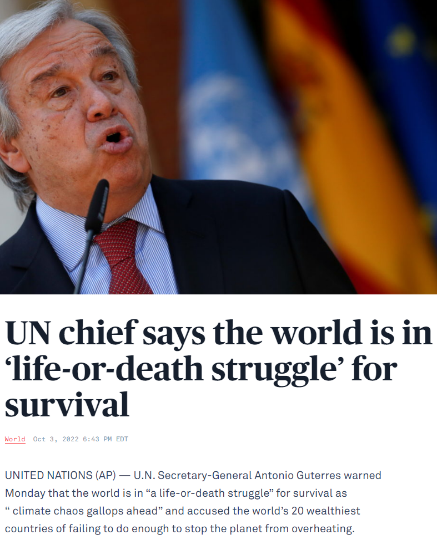 UN chief says the world is in
‘life-or-death struggle’ for
survival
World Oct 3, 2022 6:43 PM EDT
UNITED NATIONS (AP) — U.N. Secretary-General Antonio Guterres warned
Monday that the world is in “a life-or-death struggle” for survival as
“ climate chaos gallops ahead” and accused the world’s 20 wealthiest
countries of failing to do enough to stop the planet from overheating.